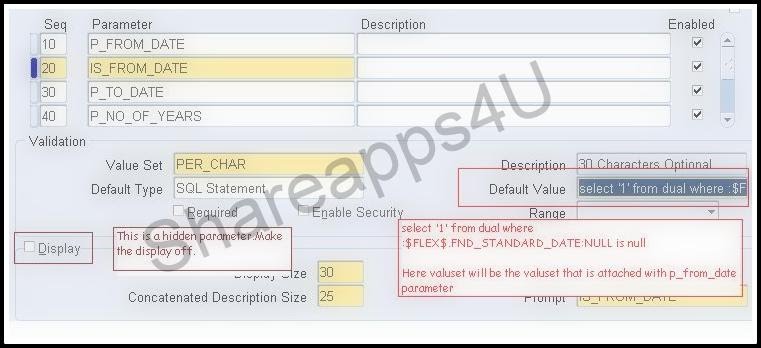 Seq Parameter Description Enabled
10 P_FROM_DATE
20 IS_FROM_DATE
30 P_TO_DATE
40 P_NO_OF_YEARS
Validation
Value Set PER_CHAR Description 30 Characters Optional
Default Type SQL Statement Default Value select '1' from dual where :$F
Required Enable Security Range
Display
This is a hidden parameter.Make
the display off.
select '1' from dual where
:$FLEX$.FND_STANDARD_DATE:NULL is null
Here valuset will be the valuset that is attached with p_from_date
parameter
Display Size 30
Concatenated Description Size 25 Prompt IS_FROM_DATE
Shareapps4U